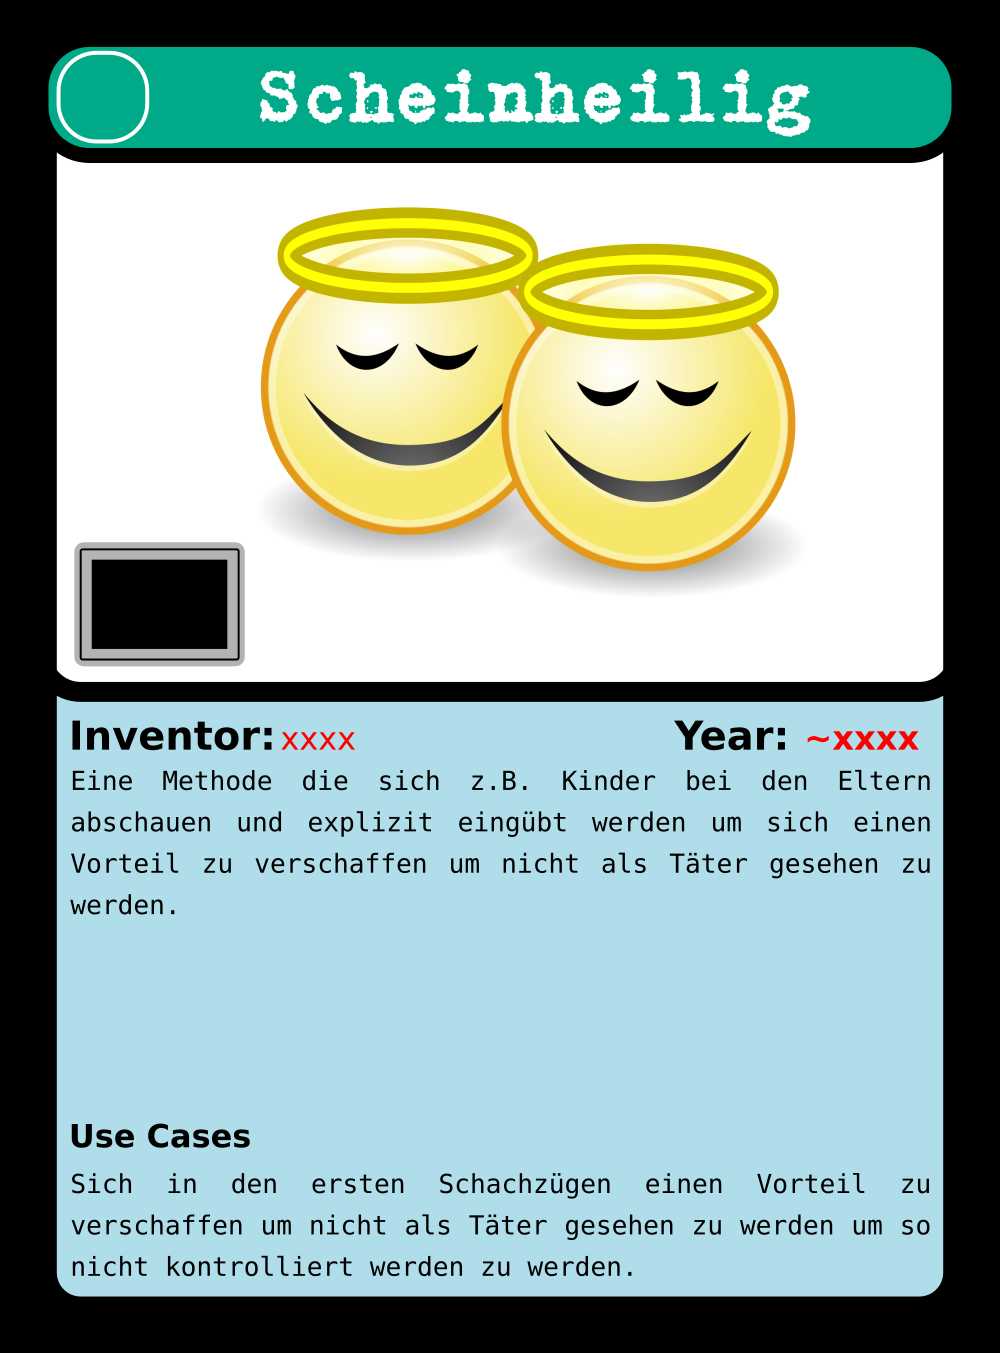 Scheinheilig
Inventor: xxxx Year: ~xxxx
Eine Methode die sich z.B. Kinder bei den Eltern
abschauen und explizit eingübt werden um sich einen
Vorteil zu verschaffen um nicht als Täter gesehen zu
werden.
Use Cases
Sich in den ersten Schachzügen einen Vorteil zu
verschaffen um nicht als Täter gesehen zu werden um so
nicht kontrolliert werden zu werden.